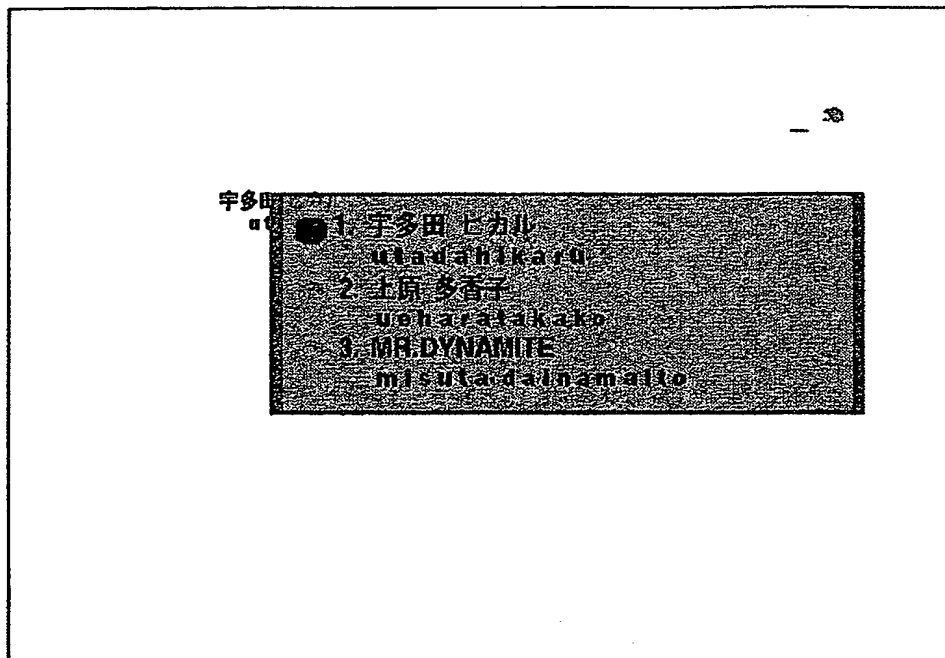 宇多田
ut
1. 宇多田 ヒカル
utadahikaru
2. 上原 多香子
ueharatakako
3. MR.DYNAMITE
misutadainamaito